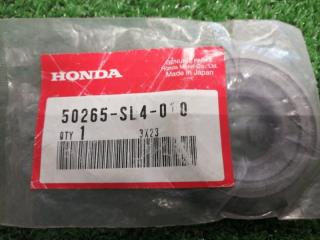 HONDA
GENUINE PARTS
Honda Motor Co., Ltd.
Made in Japan
50265-SL4-010
QTY 1 3X23